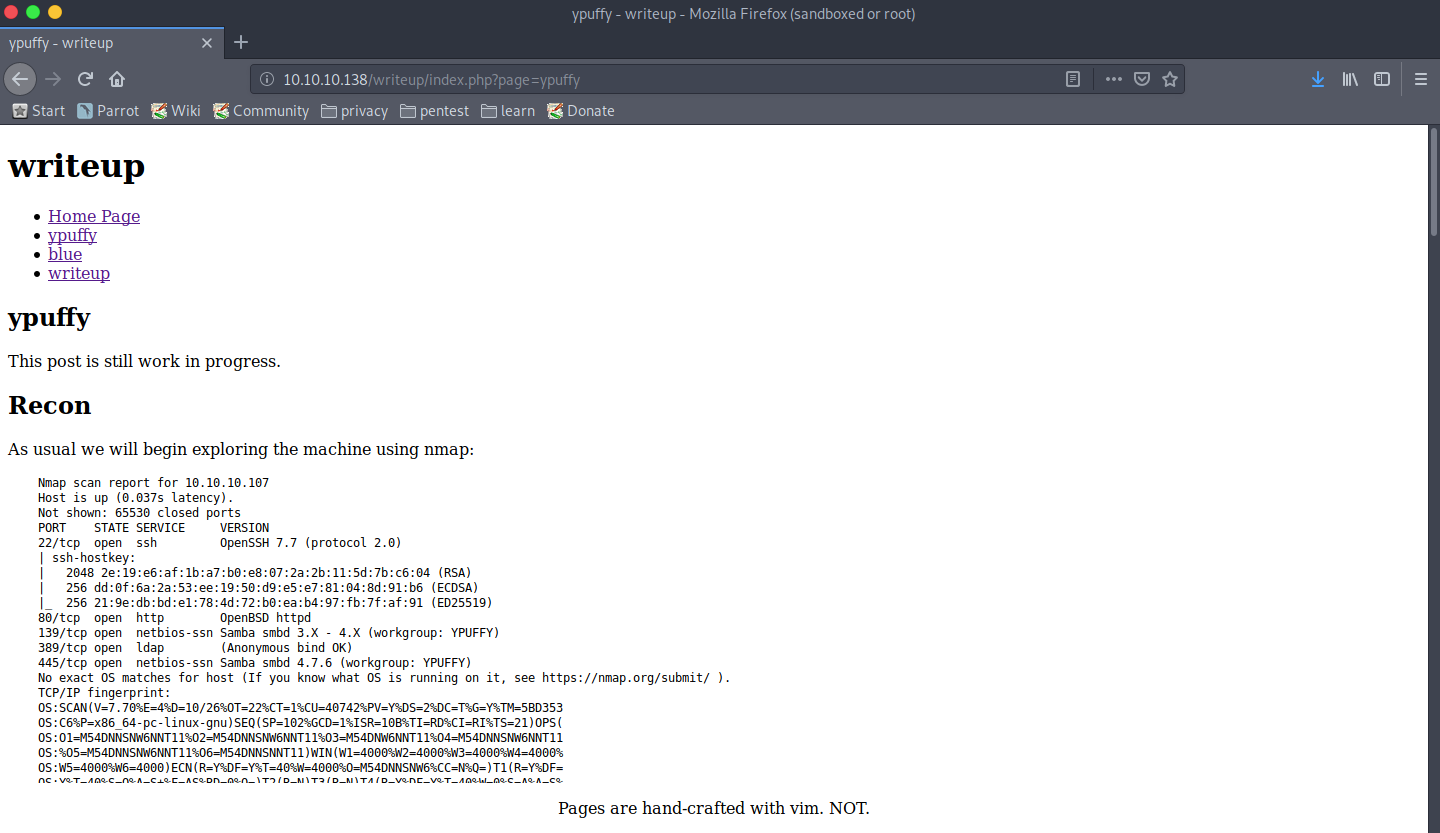 ypuffy - writeup - Mozilla Firefox (sandboxed or root)
ypuffy - writeup
10.10.10.138/writeup/index.php?page=ypuffy
Start Parrot Wiki Community privacy pentest learn Donate
writeup
Home Page
ypuffy
blue
writeup
ypuffy
This post is still work in progress.
Recon
As usual we will begin exploring the machine using nmap:
Nmap scan report for 10.10.10.107
Host is up (0.037s latency).
Not shown: 65530 closed ports
PORT    STATE SERVICE     VERSION
22/tcp  open  ssh         OpenSSH 7.7 (protocol 2.0)
| ssh-hostkey:
|   2048 2e:19:e6:af:1b:a7:b0:e8:07:2a:2b:11:5d:7b:c6:04 (RSA)
|   256 dd:0f:6a:2a:53:ee:19:50:d9:e5:e7:81:04:8d:91:b6 (ECDSA)
|_  256 21:9e:db:bd:e1:78:4d:72:b0:ea:b4:97:fb:7f:af:91 (ED25519)
80/tcp  open  http        OpenBSD httpd
139/tcp open  netbios-ssn Samba smbd 3.X - 4.X (workgroup: YPUFFY)
389/tcp open  ldap        (Anonymous bind OK)
445/tcp open  netbios-ssn Samba smbd 4.7.6 (workgroup: YPUFFY)
No exact OS matches for host (If you know what OS is running on it, see https://nmap.org/submit/ ).
TCP/IP fingerprint:
OS:SCAN(V=7.70%E=4%D=10/26%OT=22%CT=1%CU=40742%PV=Y%DS=2%DC=T%G=Y%TM=5BD353
OS:C6%P=x86_64-pc-linux-gnu)SEQ(SP=102%GCD=1%ISR=10B%TI=RD%CI=RI%TS=21)OPS(
OS:O1=M54DNNSNW6NNT11%O2=M54DNNSNW6NNT11%O3=M54DNW6NNT11%O4=M54DNNSNW6NNT11
OS:%O5=M54DNNSNW6NNT11%O6=M54DNNSNNT11)WIN(W1=4000%W2=4000%W3=4000%W4=4000%
OS:W5=4000%W6=4000)ECN(R=Y%DF=Y%T=40%W=4000%O=M54DNNSNW6%CC=N%Q=)T1(R=Y%DF=
OS:Y%T=40%S=O%A=S+%F=AS%RD=0%Q=)T2(R=N)T3(R=N)T4(R=Y%DF=Y%T=40%W=0%S=A%A=S%
Pages are hand-crafted with vim. NOT.